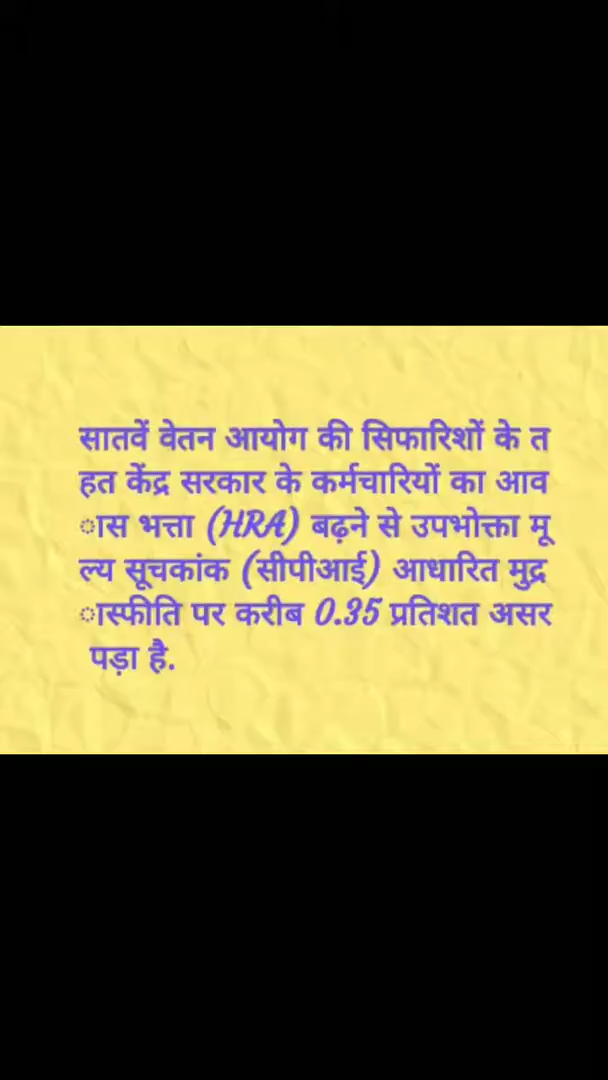 सातवें वेतन आयोग की सिफारिशों के त
हत केंद्र सरकार के कर्मचारियों का आव
ास भत्ता (HRA) बढ़ने से उपभोक्ता मू
ल्य सूचकांक (सीपीआई) आधारित मुद्र
ास्फीति पर करीब 0.35 प्रतिशत असर
पड़ा है.